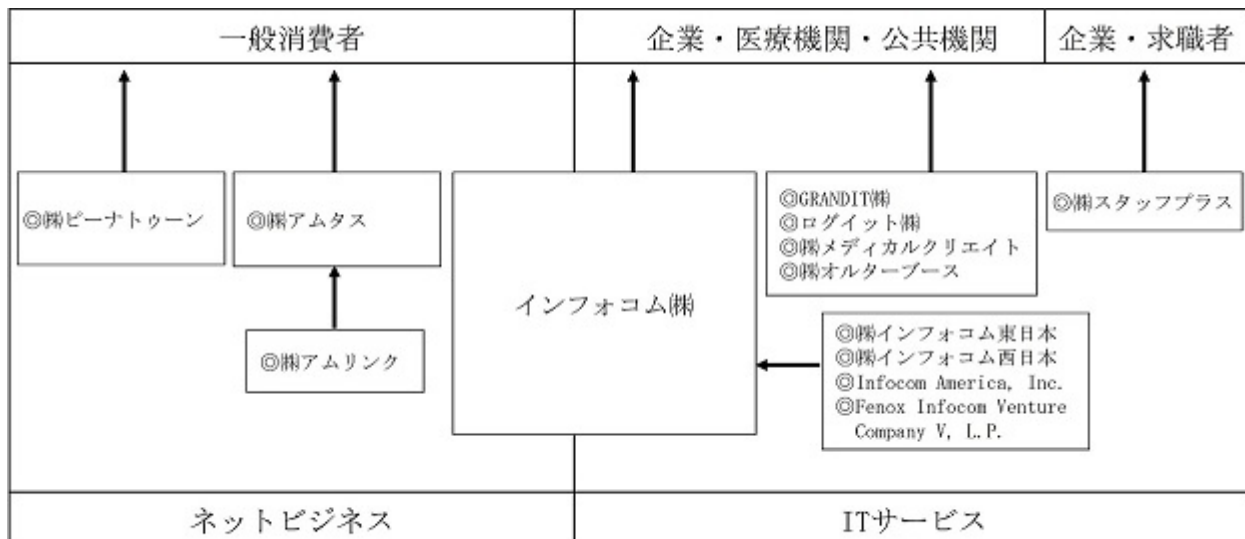 一般消費者
企業・医療機関・公共機関
企業・求職者
◎㈱ピーナトゥーン
◎㈱アムタス
◎㈱アムリンク
インフォコム㈱
◎GRANDIT㈱
◎ログイット㈱
◎㈱メディカルクリエイト
◎㈱オルターブース
◎㈱スタッフプラス
◎㈱インフォコム東日本
◎㈱インフォコム西日本
◎Infocom America, Inc.
◎Fenox Infocom Venture
Company V, L.P.
ネットビジネス
ITサービス